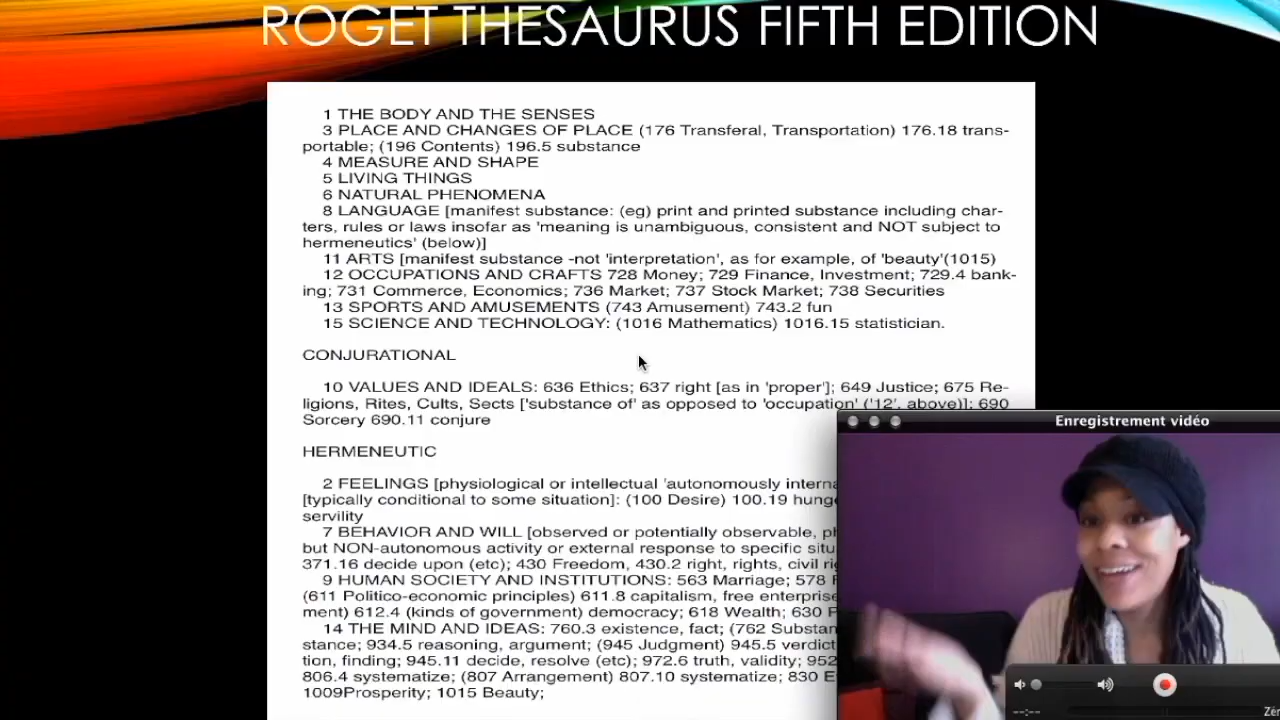 ROGET THESAURUS FIFTH EDITION
1 THE BODY AND THE SENSES
3 PLACE AND CHANGES OF PLACE (176 Transferal, Transportation) 176.18 trans-
portable; (196 Contents) 196.5 substance
4 MEASURE AND SHAPE
5 LIVING THINGS
6 NATURAL PHENOMENA
8 LANGUAGE [manifest substance: (eg) print and printed substance including char-
ters, rules or laws insofar as 'meaning is unambiguous, consistent and NOT subject to
hermeneutics' (below)]
11 ARTS [manifest substance -not 'interpretation', as for example, of 'beauty'(1015)
12 OCCUPATIONS AND CRAFTS 728 Money; 729 Finance, Investment; 729.4 bank-
ing; 731 Commerce, Economics; 736 Market; 737 Stock Market; 738 Securities
13 SPORTS AND AMUSEMENTS (743 Amusement) 743.2 fun
15 SCIENCE AND TECHNOLOGY: (1016 Mathematics) 1016.15 statistician.
CONJURATIONAL
10 VALUES AND IDEALS: 636 Ethics; 637 right [as in 'proper']; 649 Justice; 675 Re-
ligions, Rites, Cults, Sects ['substance of' as opposed to 'occupation' ('12', above)]; 690
Sorcery 690.11 conjure
HERMENEUTIC
2 FEELINGS [physiological or intellectual 'autonomously
[typically conditional to some situation]: (100 Desire) 100.19
servility
7 BEHAVIOR AND WILL [observed or potentially observable,
but NON-autonomous activity or external response to specific
371.16 decide upon (etc); 430 Freedom, 430.2 right, rights, civil
9 HUMAN SOCIETY AND INSTITUTIONS: 563 Marriage; 578
(611 Politico-economic principles) 611.8 capitalism, free enterprise
ment) 612.4 (kinds of government) democracy; 618 Wealth; 630
14 THE MIND AND IDEAS: 760.3 existence, fact; (762
stance; 934.5 reasoning, argument; (945 Judgment) 945.5
tion, finding; 945.11 decide, resolve (etc); 972.6 truth, validity;
806.4 systematize; (807 Arrangement) 807.10 systematize; 830
1009Prosperity; 1015 Beauty;
Enregistrement vidéo
--:--